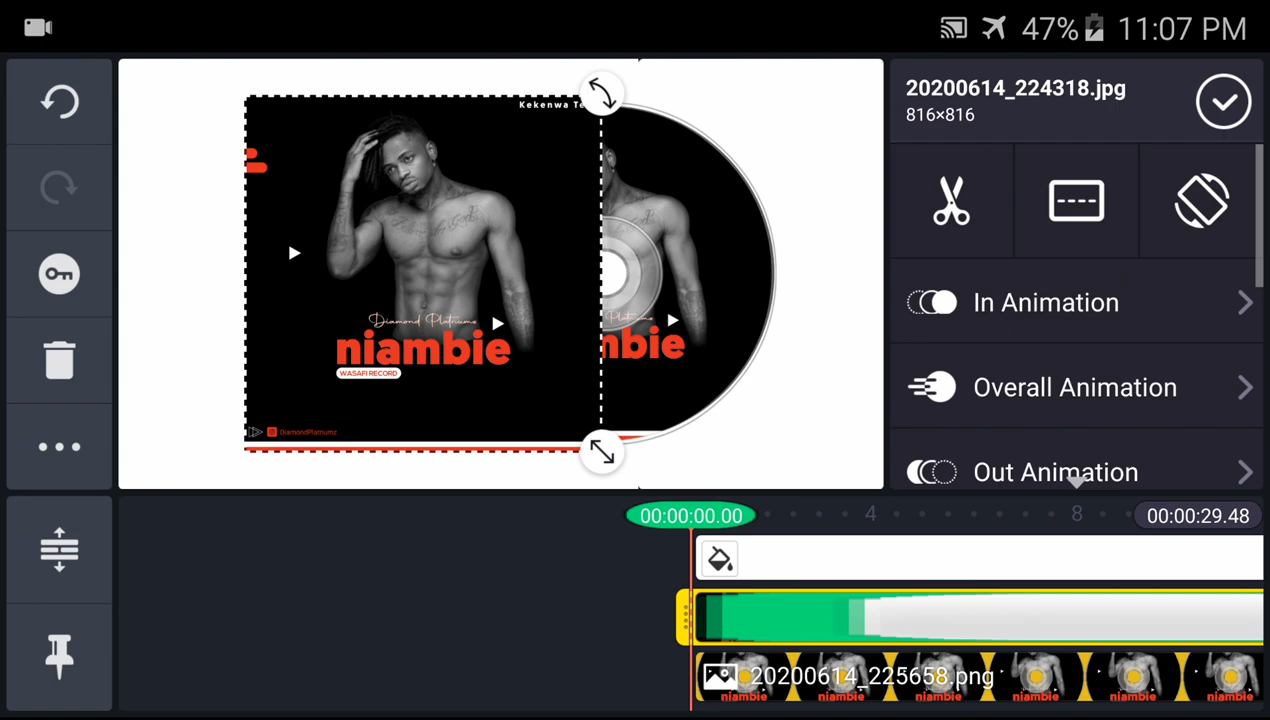 47% 11:07 PM
20200614_224318.jpg
816×816
Kekenwa Te
In Animation
Diamond Platnumz
niambie
WASAFI RECORD
nbie
Overall Animation
DiamondPlatnumz
Out Animation
00:00:00.00
4
8
00:00:29.48
20200614_225658.png
niambie niambie niambie niambie niambie niambie